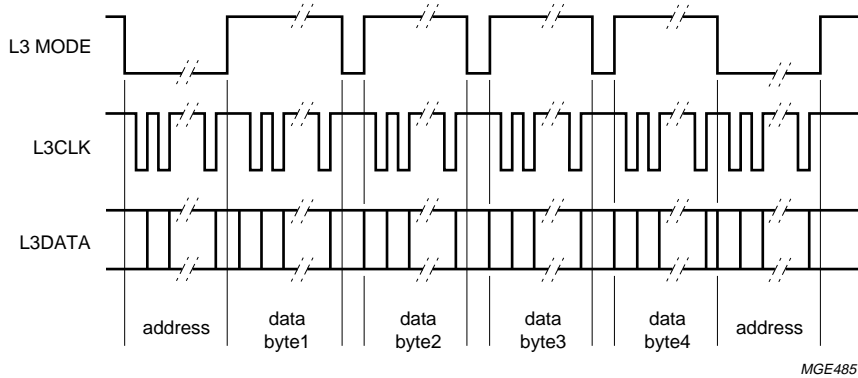 L3 MODE
L3CLK
L3DATA
address
data
byte1
data
byte2
data
byte3
data
byte4
address
MGE485